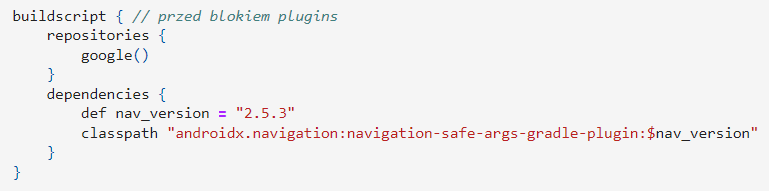 buildscript { // przed blokiem plugins
    repositories {
        google()
    }
    dependencies {
        def nav_version = "2.5.3"
        classpath "androidx.navigation:navigation-safe-args-gradle-plugin:$nav_version"
    }
}